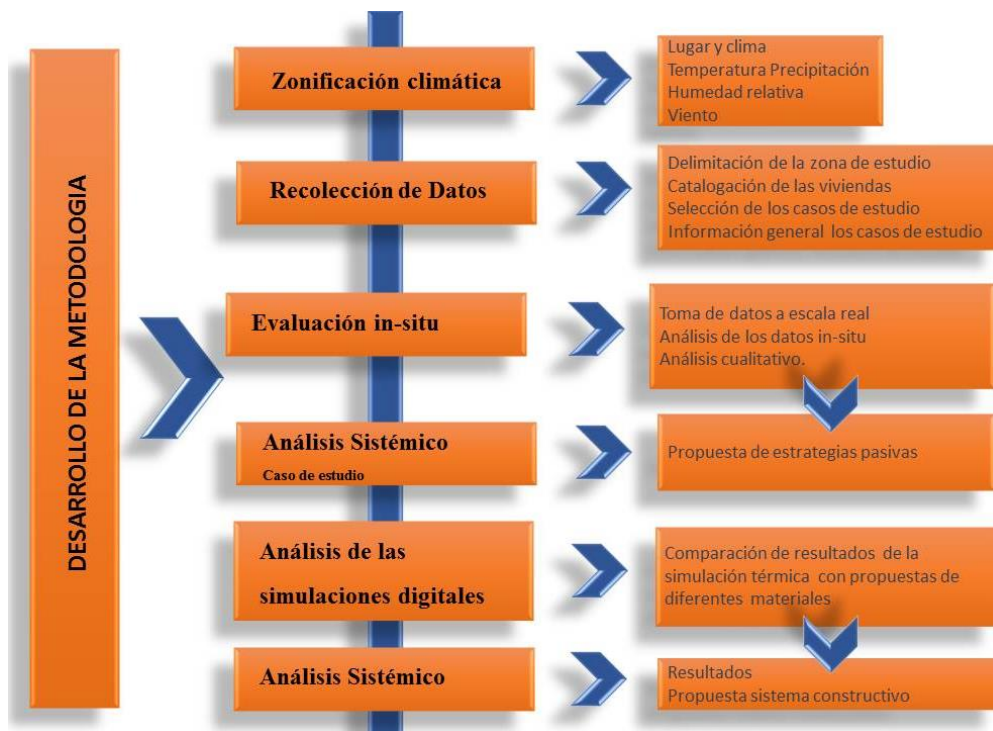 DESARROLLO DE LA METODOLOGIA
Zonificación climática
Lugar y clima
Temperatura Precipitación
Humedad relativa
Viento
Recolección de Datos
Delimitación de la zona de estudio
Catalogación de las viviendas
Selección de los casos de estudio
Información general los casos de estudio
Evaluación in-situ
Toma de datos a escala real
Análisis de los datos in-situ
Análisis cualitativo.
Análisis Sistémico
Caso de estudio
Propuesta de estrategias pasivas
Análisis de las
simulaciones digitales
Comparación de resultados de la
simulación térmica con propuestas de
diferentes materiales
Análisis Sistémico
Resultados
Propuesta sistema constructivo